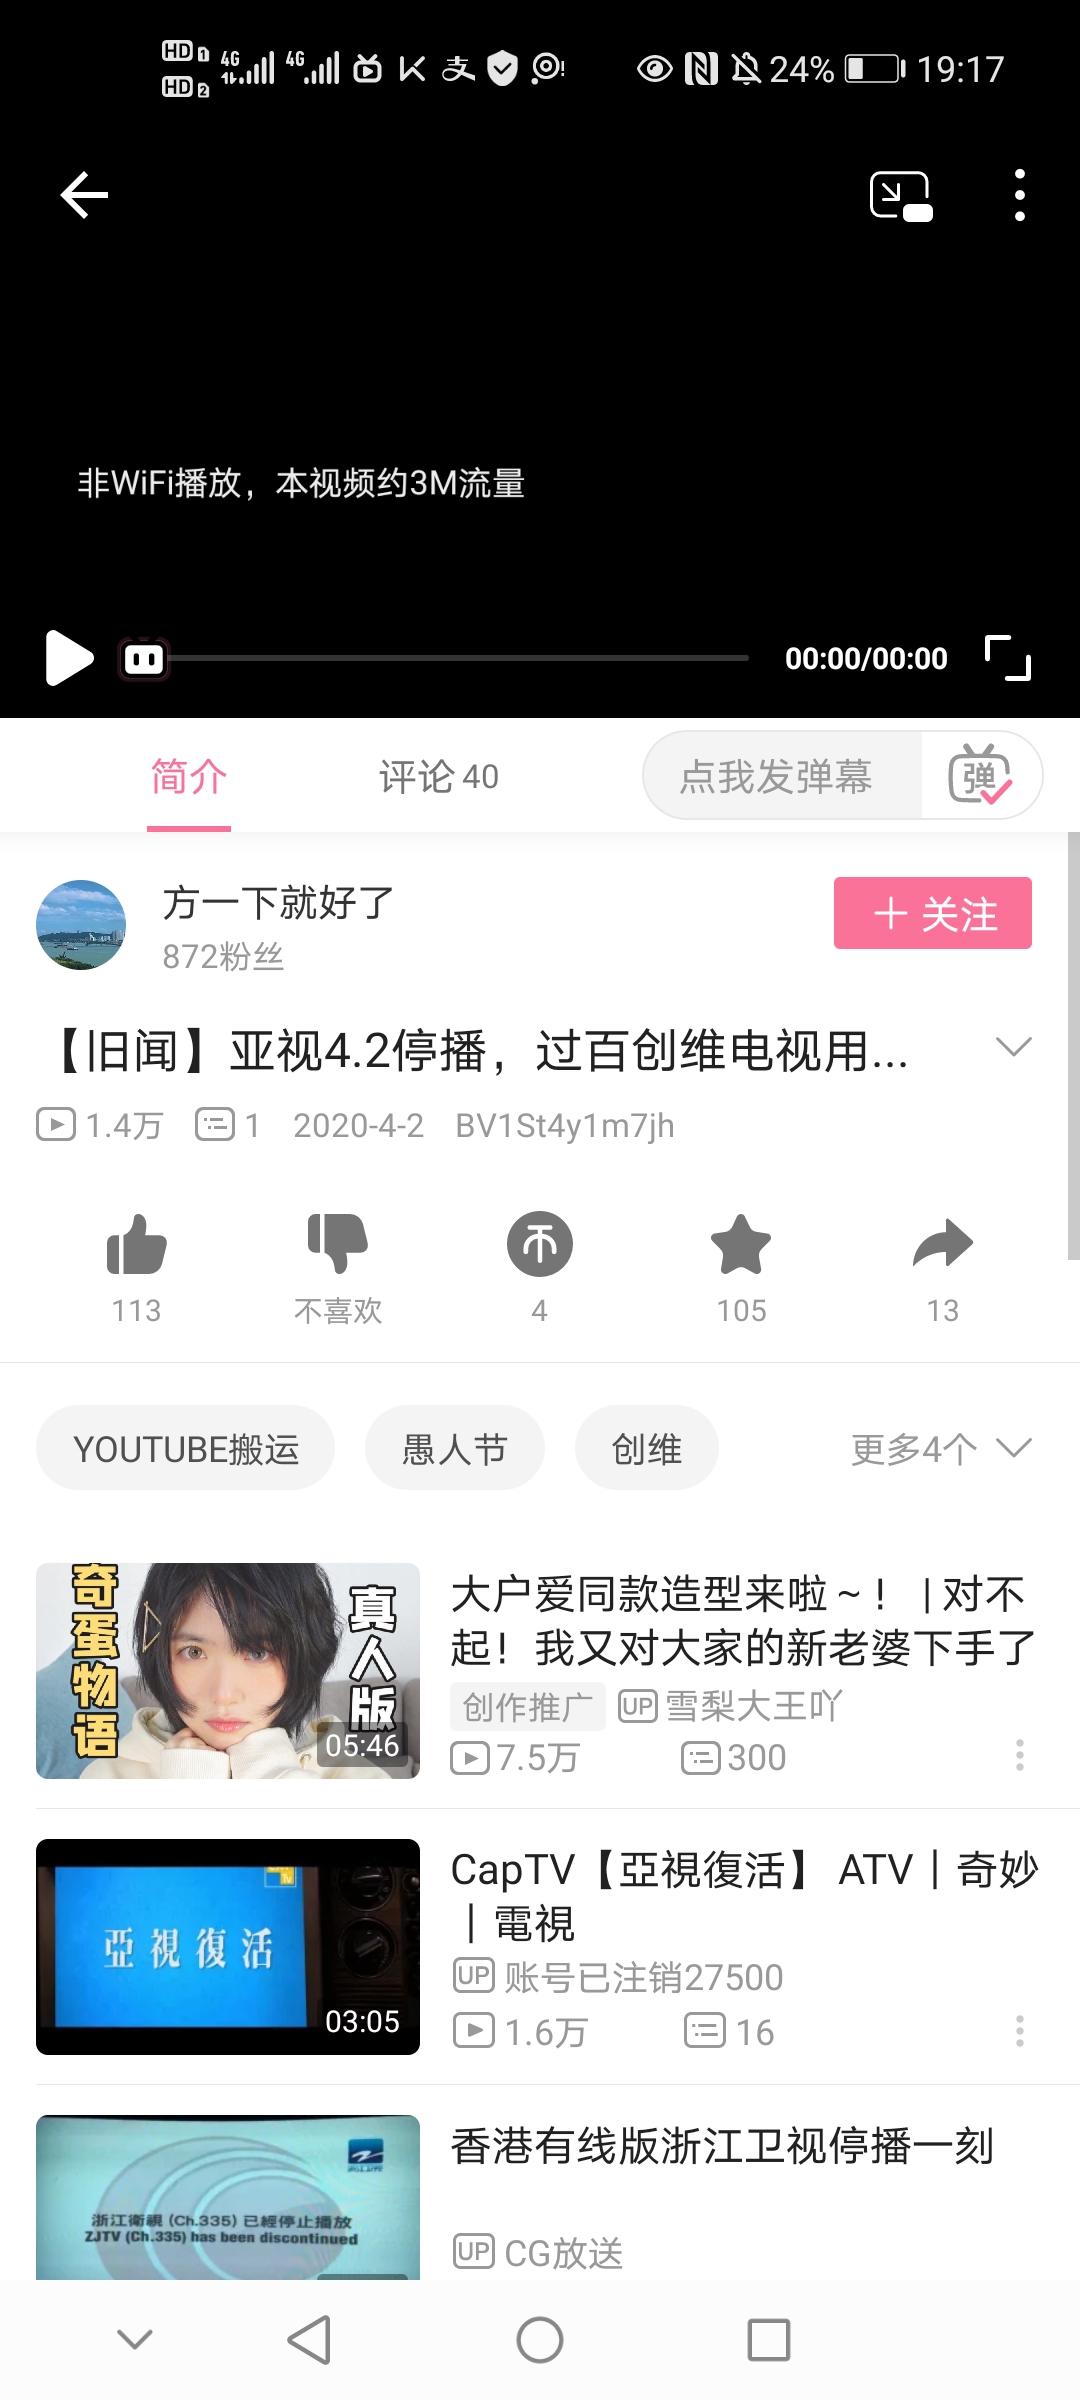 HD 1 4G 4G 24% 19:17
HD 2
非WiFi播放，本视频约3M流量
00:00/00:00
简介 评论 40 点我发弹幕 弹
方一下就好了
872粉丝
＋ 关注
【旧闻】亚视4.2停播，过百创维电视用...
1.4万 1 2020-4-2 BV1St4y1m7jh
113 不喜欢 4 105 13
YOUTUBE搬运 愚人节 创维 更多4个
奇蛋物语
真人版
05:46
大户爱同款造型来啦～！｜对不
起！我又对大家的新老婆下手了
创作推广 UP 雪梨大王吖
7.5万 300
亞視復活
03:05
CapTV【亞視復活】 ATV｜奇妙
｜電視
UP 账号已注销27500
1.6万 16
浙江衛視 (Ch.335) 已經停止播放
ZJTV (Ch.335) has been discontinued
香港有线版浙江卫视停播一刻
UP CG放送